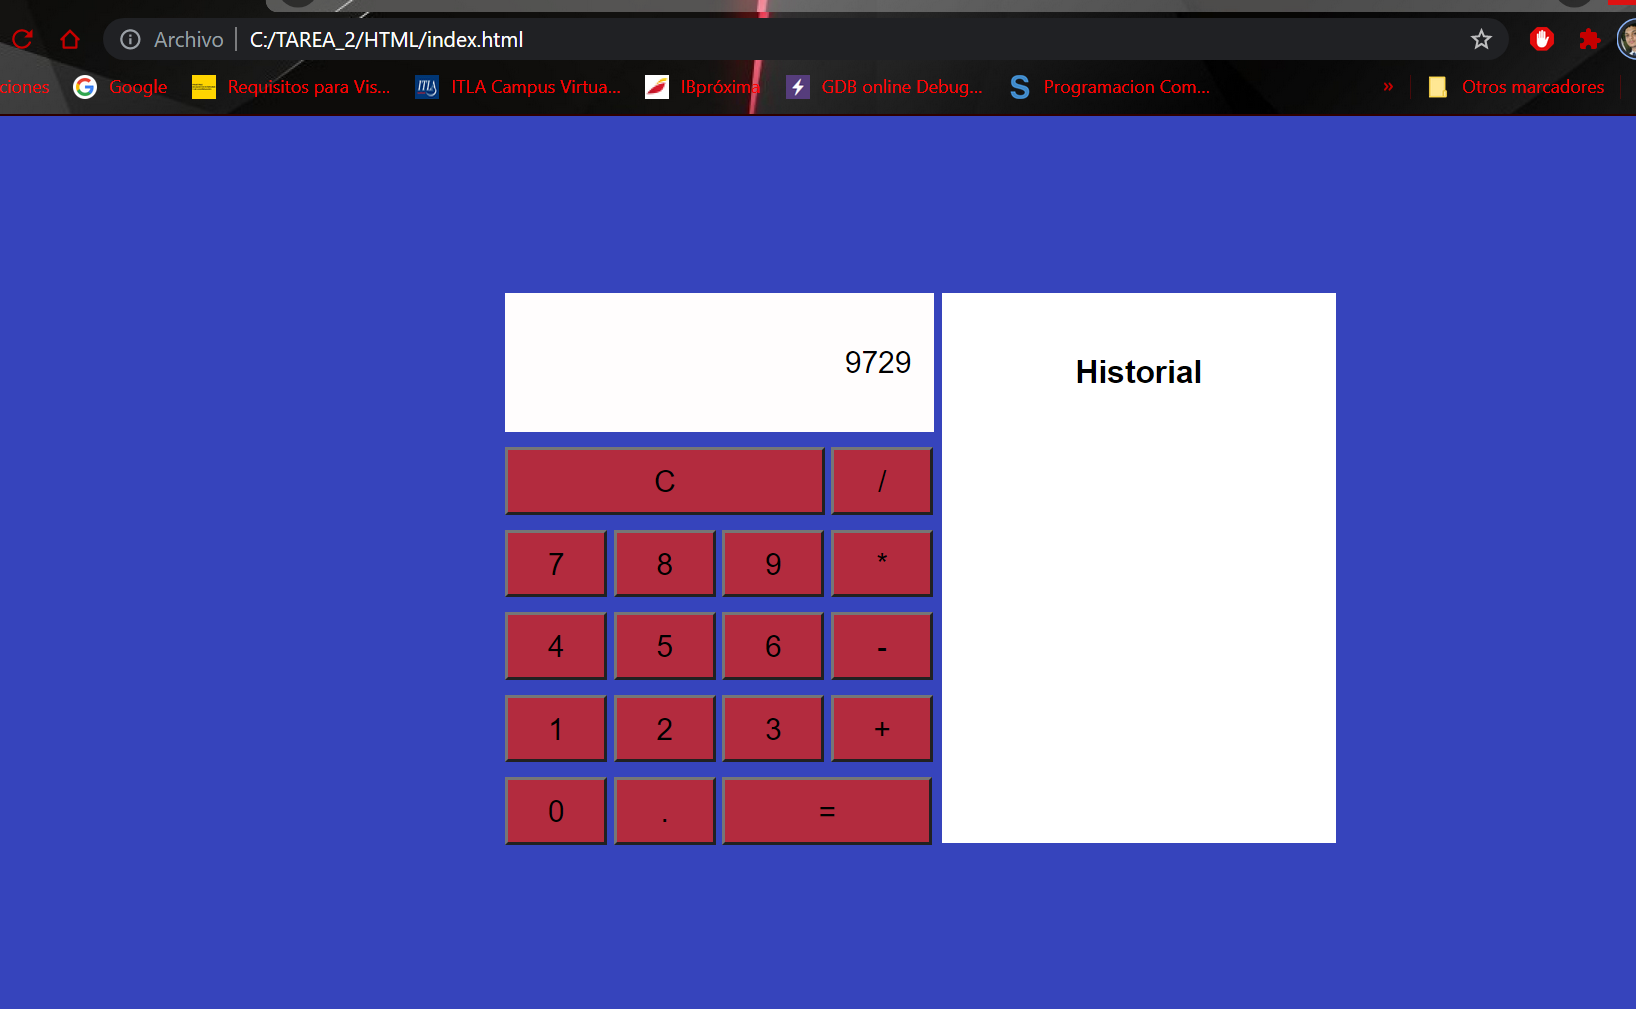 Archivo C:/TAREA_2/HTML/index.html
ciones Google Requisitos para Vis... ITLA ITLA Campus Virtua... IBpróxima GDB online Debug... S Programacion Com... » Otros marcadores
9729
Historial
C /
7 8 9 *
4 5 6 -
1 2 3 +
0 . =